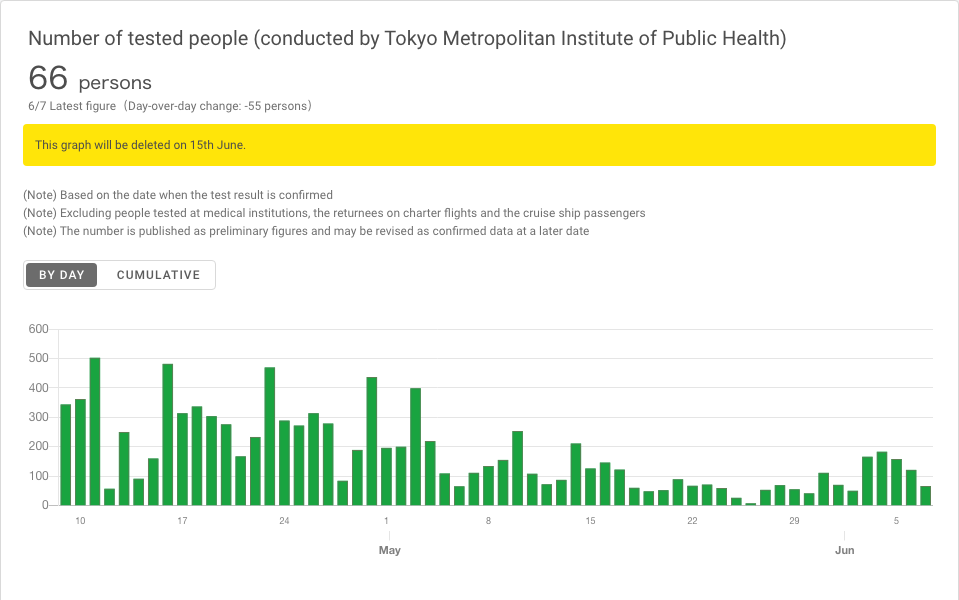 Number of tested people (conducted by Tokyo Metropolitan Institute of Public Health)
66 persons
6/7 Latest figure（Day-over-day change: -55 persons）
This graph will be deleted on 15th June.
(Note) Based on the date when the test result is confirmed
(Note) Excluding people tested at medical institutions, the returnees on charter flights and the cruise ship passengers
(Note) The number is published as preliminary figures and may be revised as confirmed data at a later date
BY DAY CUMULATIVE
600
500
400
300
200
100
0
10 17 24 1 8 15 22 29 5
May Jun